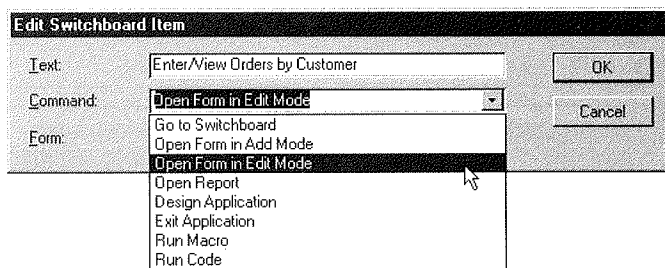 Edit Switchboard Item
Text: Enter/View Orders by Customer OK
Command: Open Form in Edit Mode Cancel
Form: Go to Switchboard
Open Form in Add Mode
Open Form in Edit Mode
Open Report
Design Application
Exit Application
Run Macro
Run Code